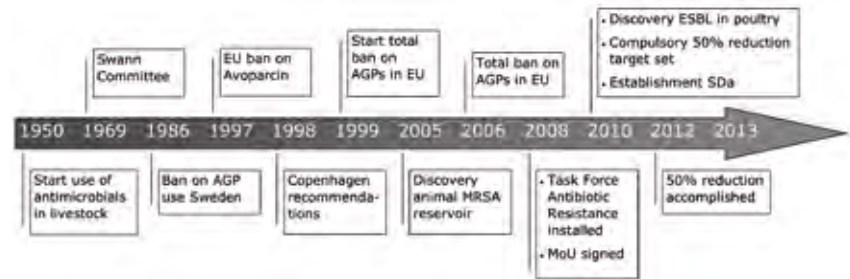 Swann
Committee
EU ban on
Avoparcin
Start total
ban on
AGPs in EU
Total ban on
AGPs in EU
• Discovery ESBL in poultry
• Compulsory 50% reduction
target set
• Establishment SDa
1950 1969 1986 1997 1998 1999 2005 2006 2008 2010 2012 2013
Start use of
antimicrobials
in livestock
Ban on AGP
use Sweden
Copenhagen
recommenda-
tions
Discovery
animal MRSA
reservoir
• Task Force
Antibiotic
Resistance
installed
• MoU signed
50% reduction
accomplished